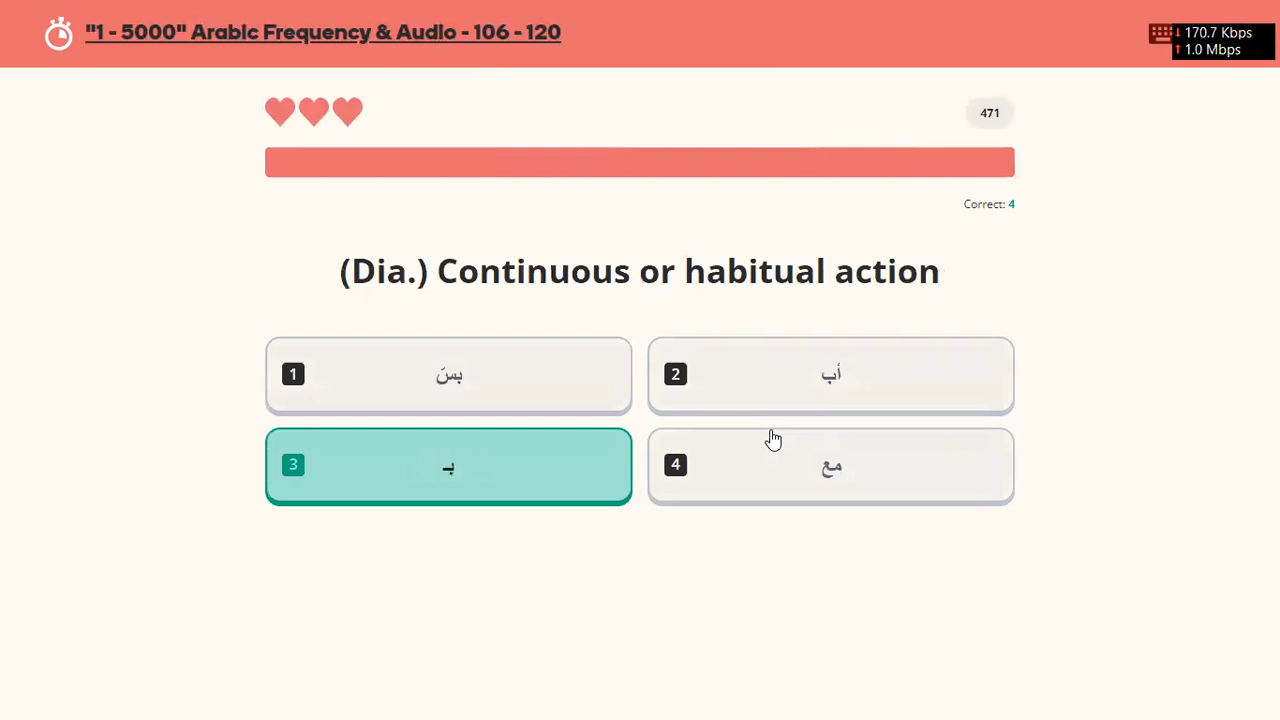 "1 - 5000" Arabic Frequency & Audio - 106 - 120
↓ 170.7 Kbps
↑ 1.0 Mbps
471
Correct: 4
(Dia.) Continuous or habitual action
1 بسّ
2 أب
3 بـ
4 مع